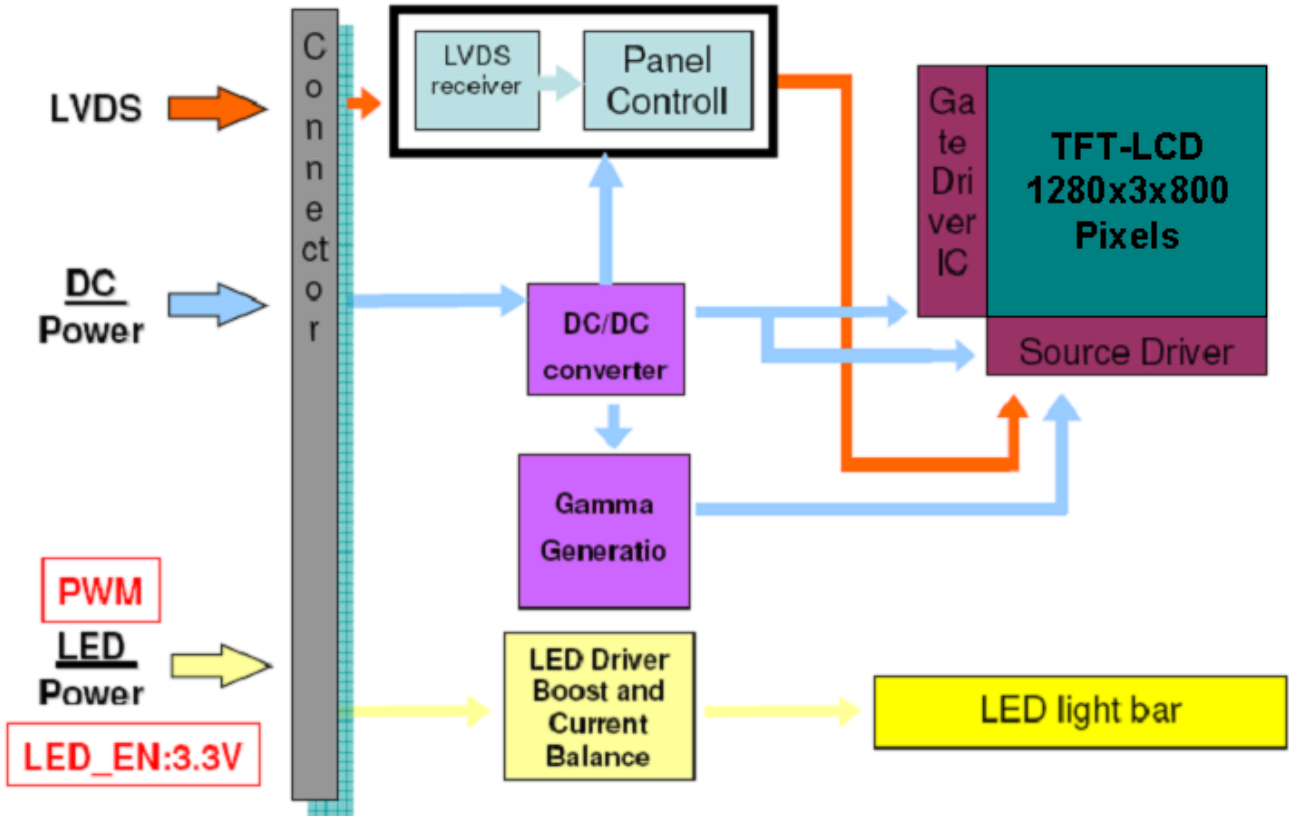 LVDS
DC
Power
PWM
LED
Power
LED_EN:3.3V
C
o
n
n
e
ct
o
r
LVDS
receiver
Panel
Controll
DC/DC
converter
Gamma
Generatio
LED Driver
Boost and
Current
Balance
Ga
te
Dri
ver
IC
TFT-LCD
1280x3x800
Pixels
Source Driver
LED light bar